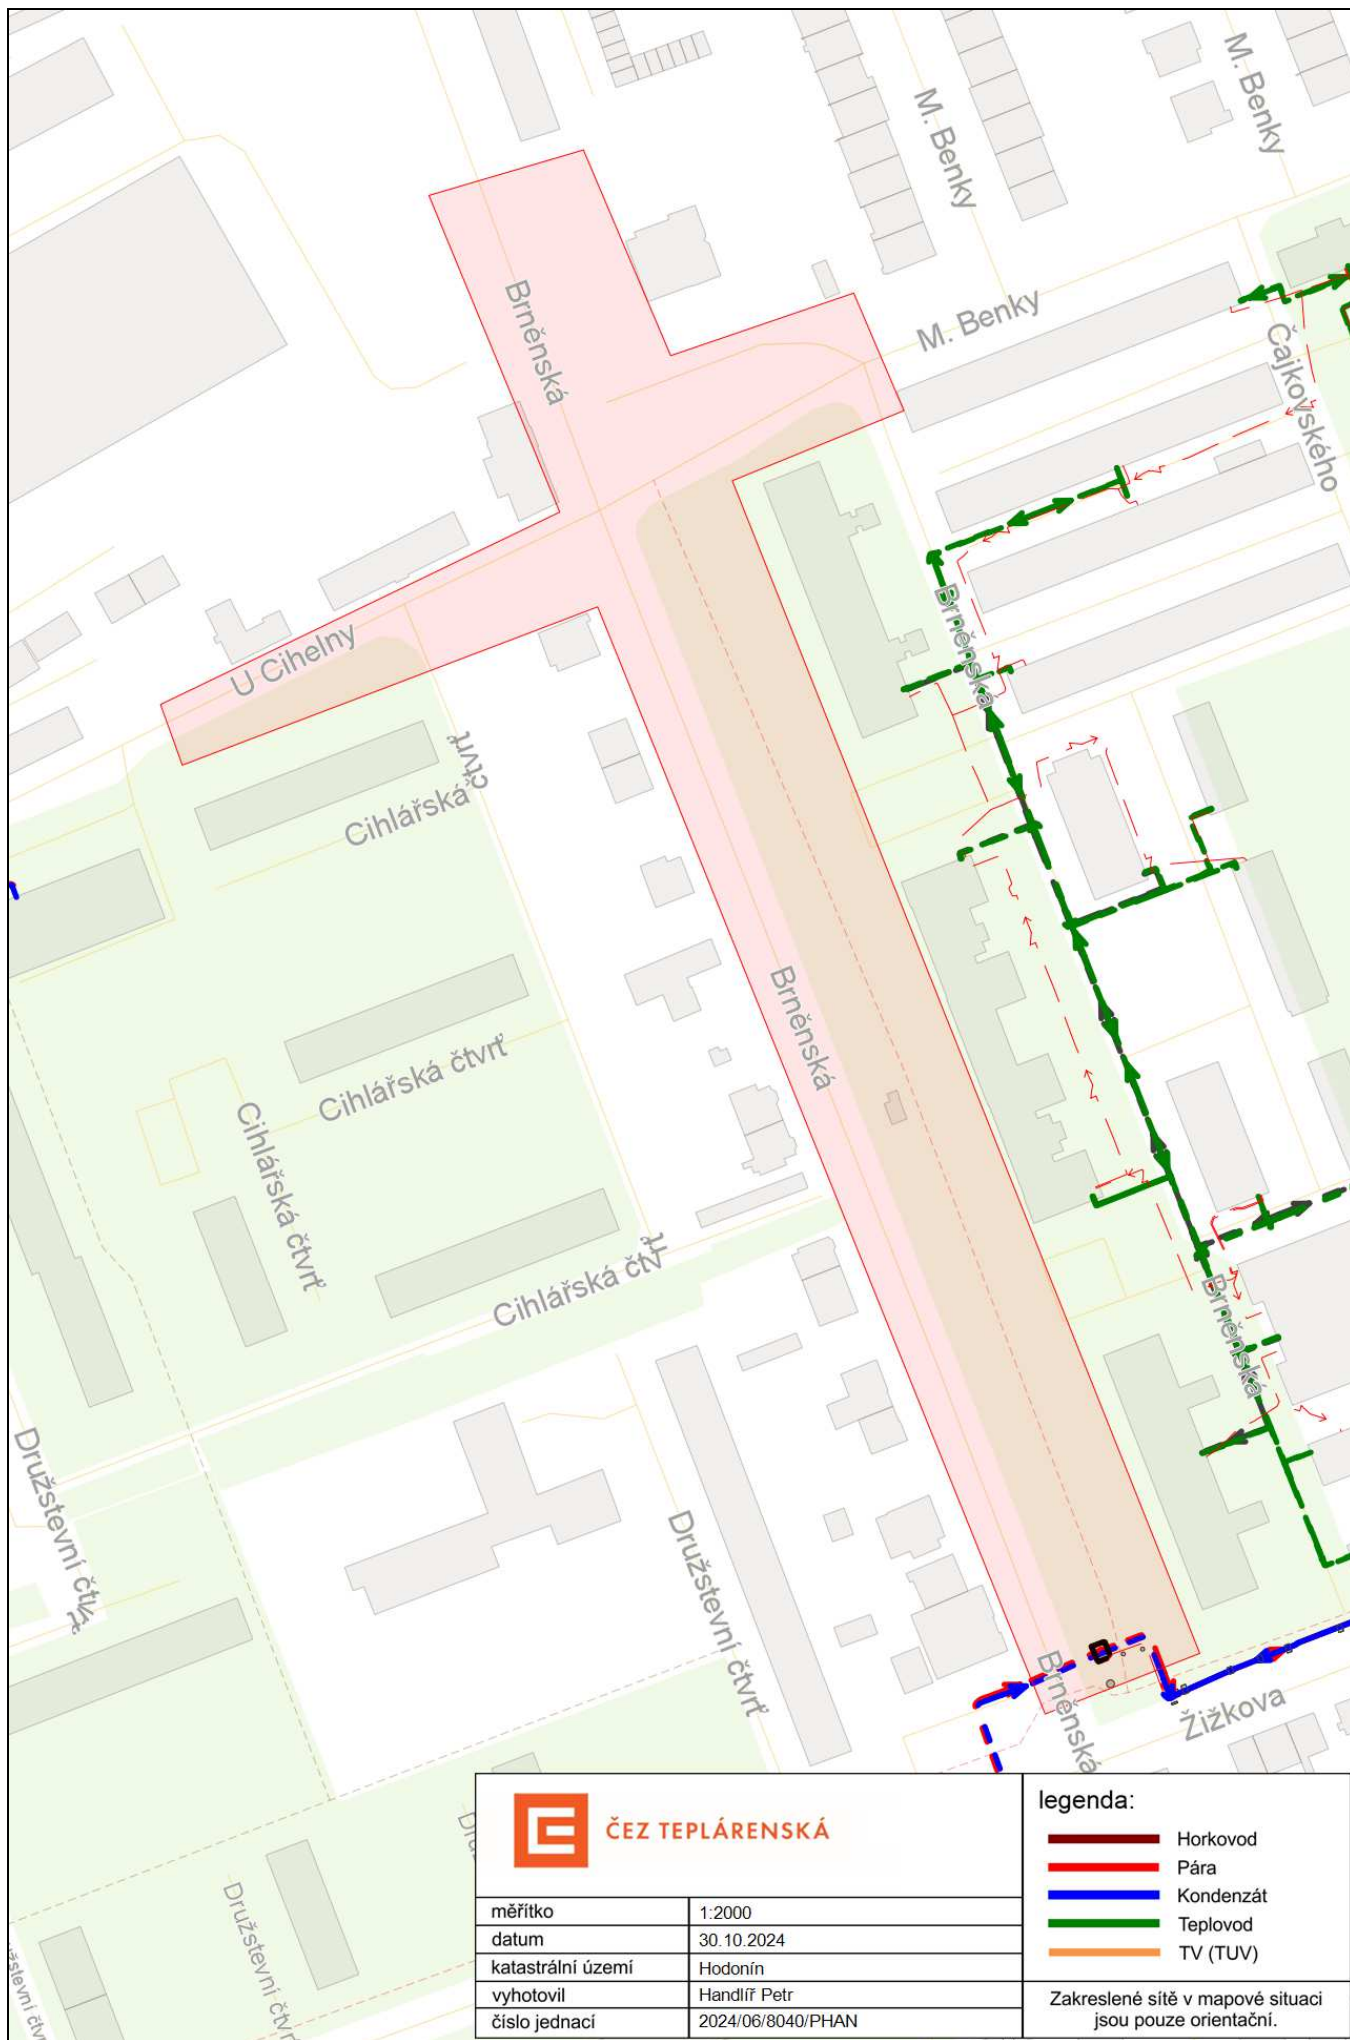 M. Benky
M. Benky
Brněnská
M. Benky
Čajkovského
Brněnská
U Cihelny
čtvrť
Cihlářská
Brněnská
Cihlářská čtvrť
Cihlářská čtvrť
Cihlářská čtv
rť
Brněnská
Družstevní čtv
Družstevní čtvrť
Brněnská
Žižkova
Družstevní čtvrť
ČEZ TEPLÁRENSKÁ
měřítko 1:2000
datum 30.10.2024
katastrální území Hodonín
vyhotovil Handlíř Petr
číslo jednací 2024/06/8040/PHAN
legenda:
Horkovod
Pára
Kondenzát
Teplovod
TV (TUV)
Zakreslené sítě v mapové situaci
jsou pouze orientační.